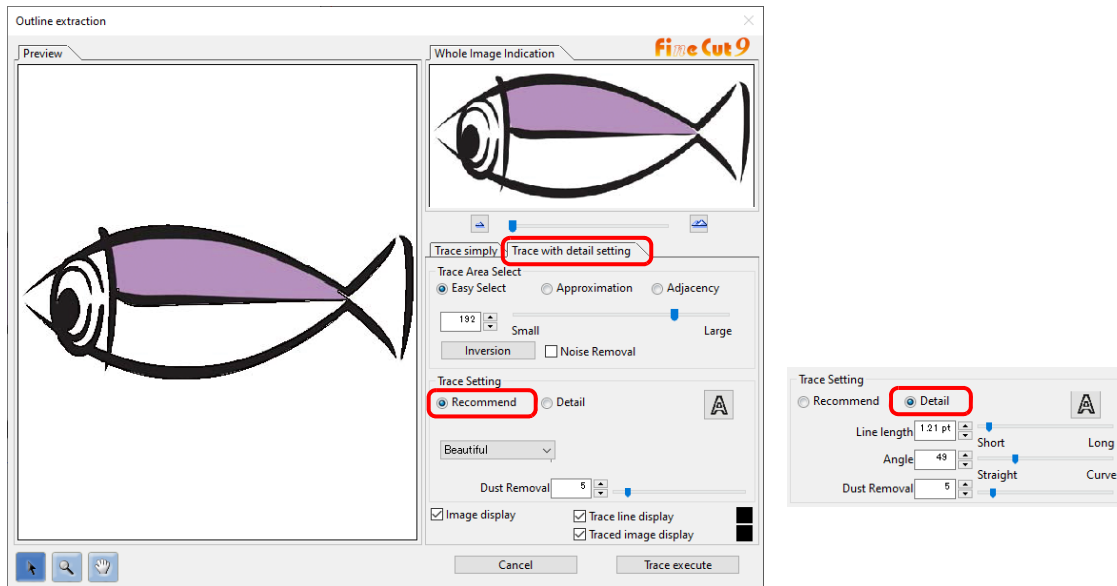 Outline extraction
Preview
Whole Image Indication
Fine Cut 9
Trace simply
Trace with detail setting
Trace Area Select
Easy Select
Approximation
Adjacency
192
Small
Large
Inversion
Noise Removal
Trace Setting
Recommend
Detail
A
Beautiful
Dust Removal
5
Image display
Trace line display
Traced image display
Cancel
Trace execute
Trace Setting
Recommend
Detail
A
Line length
1.21 pt
Short
Long
Angle
49
Straight
Curve
Dust Removal
5